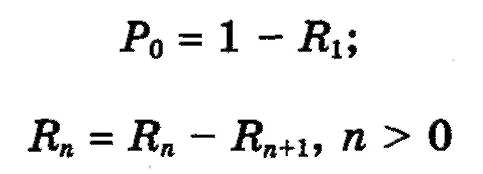 P₀ = 1 − R₁;
Rₙ = Rₙ − Rₙ₊₁, n > 0